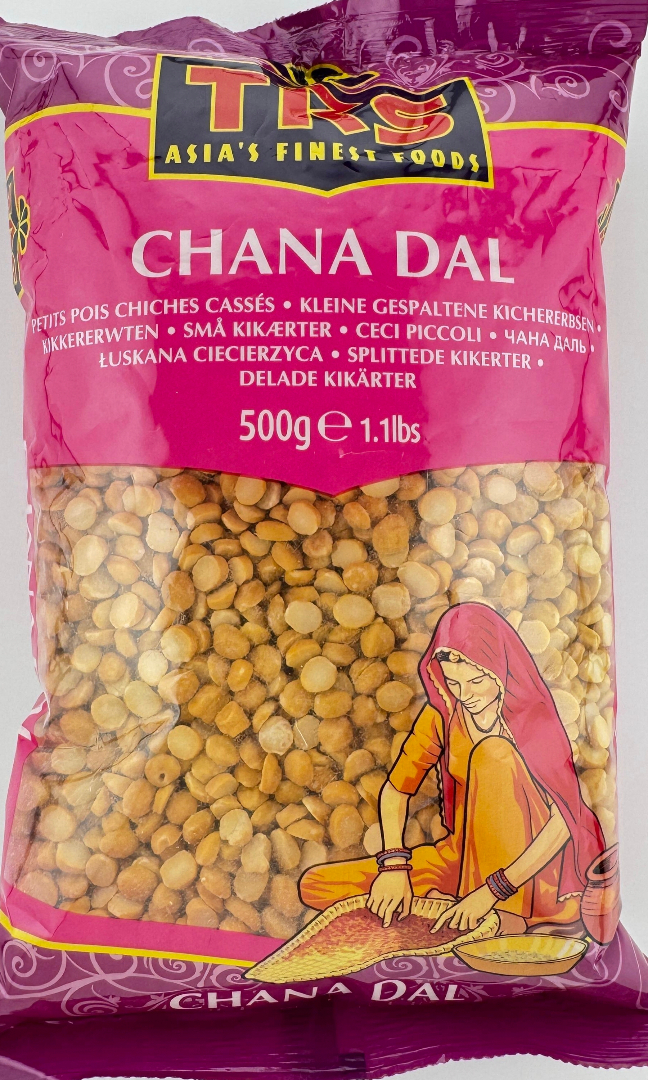 TRS
ASIA'S FINEST FOODS
CHANA DAL
PETITS POIS CHICHES CASSÉS • KLEINE GESPALTENE KICHERERBSEN •
KIKKERERWTEN • SMÅ KIKÆRTER • CECI PICCOLI • ЧАНА ДАЛЬ •
ŁUSKANA CIECIERZYCA • SPLITTEDE KIKERTER •
DELADE KIKÄRTER
500g ℮ 1.1lbs
CHANA DAL